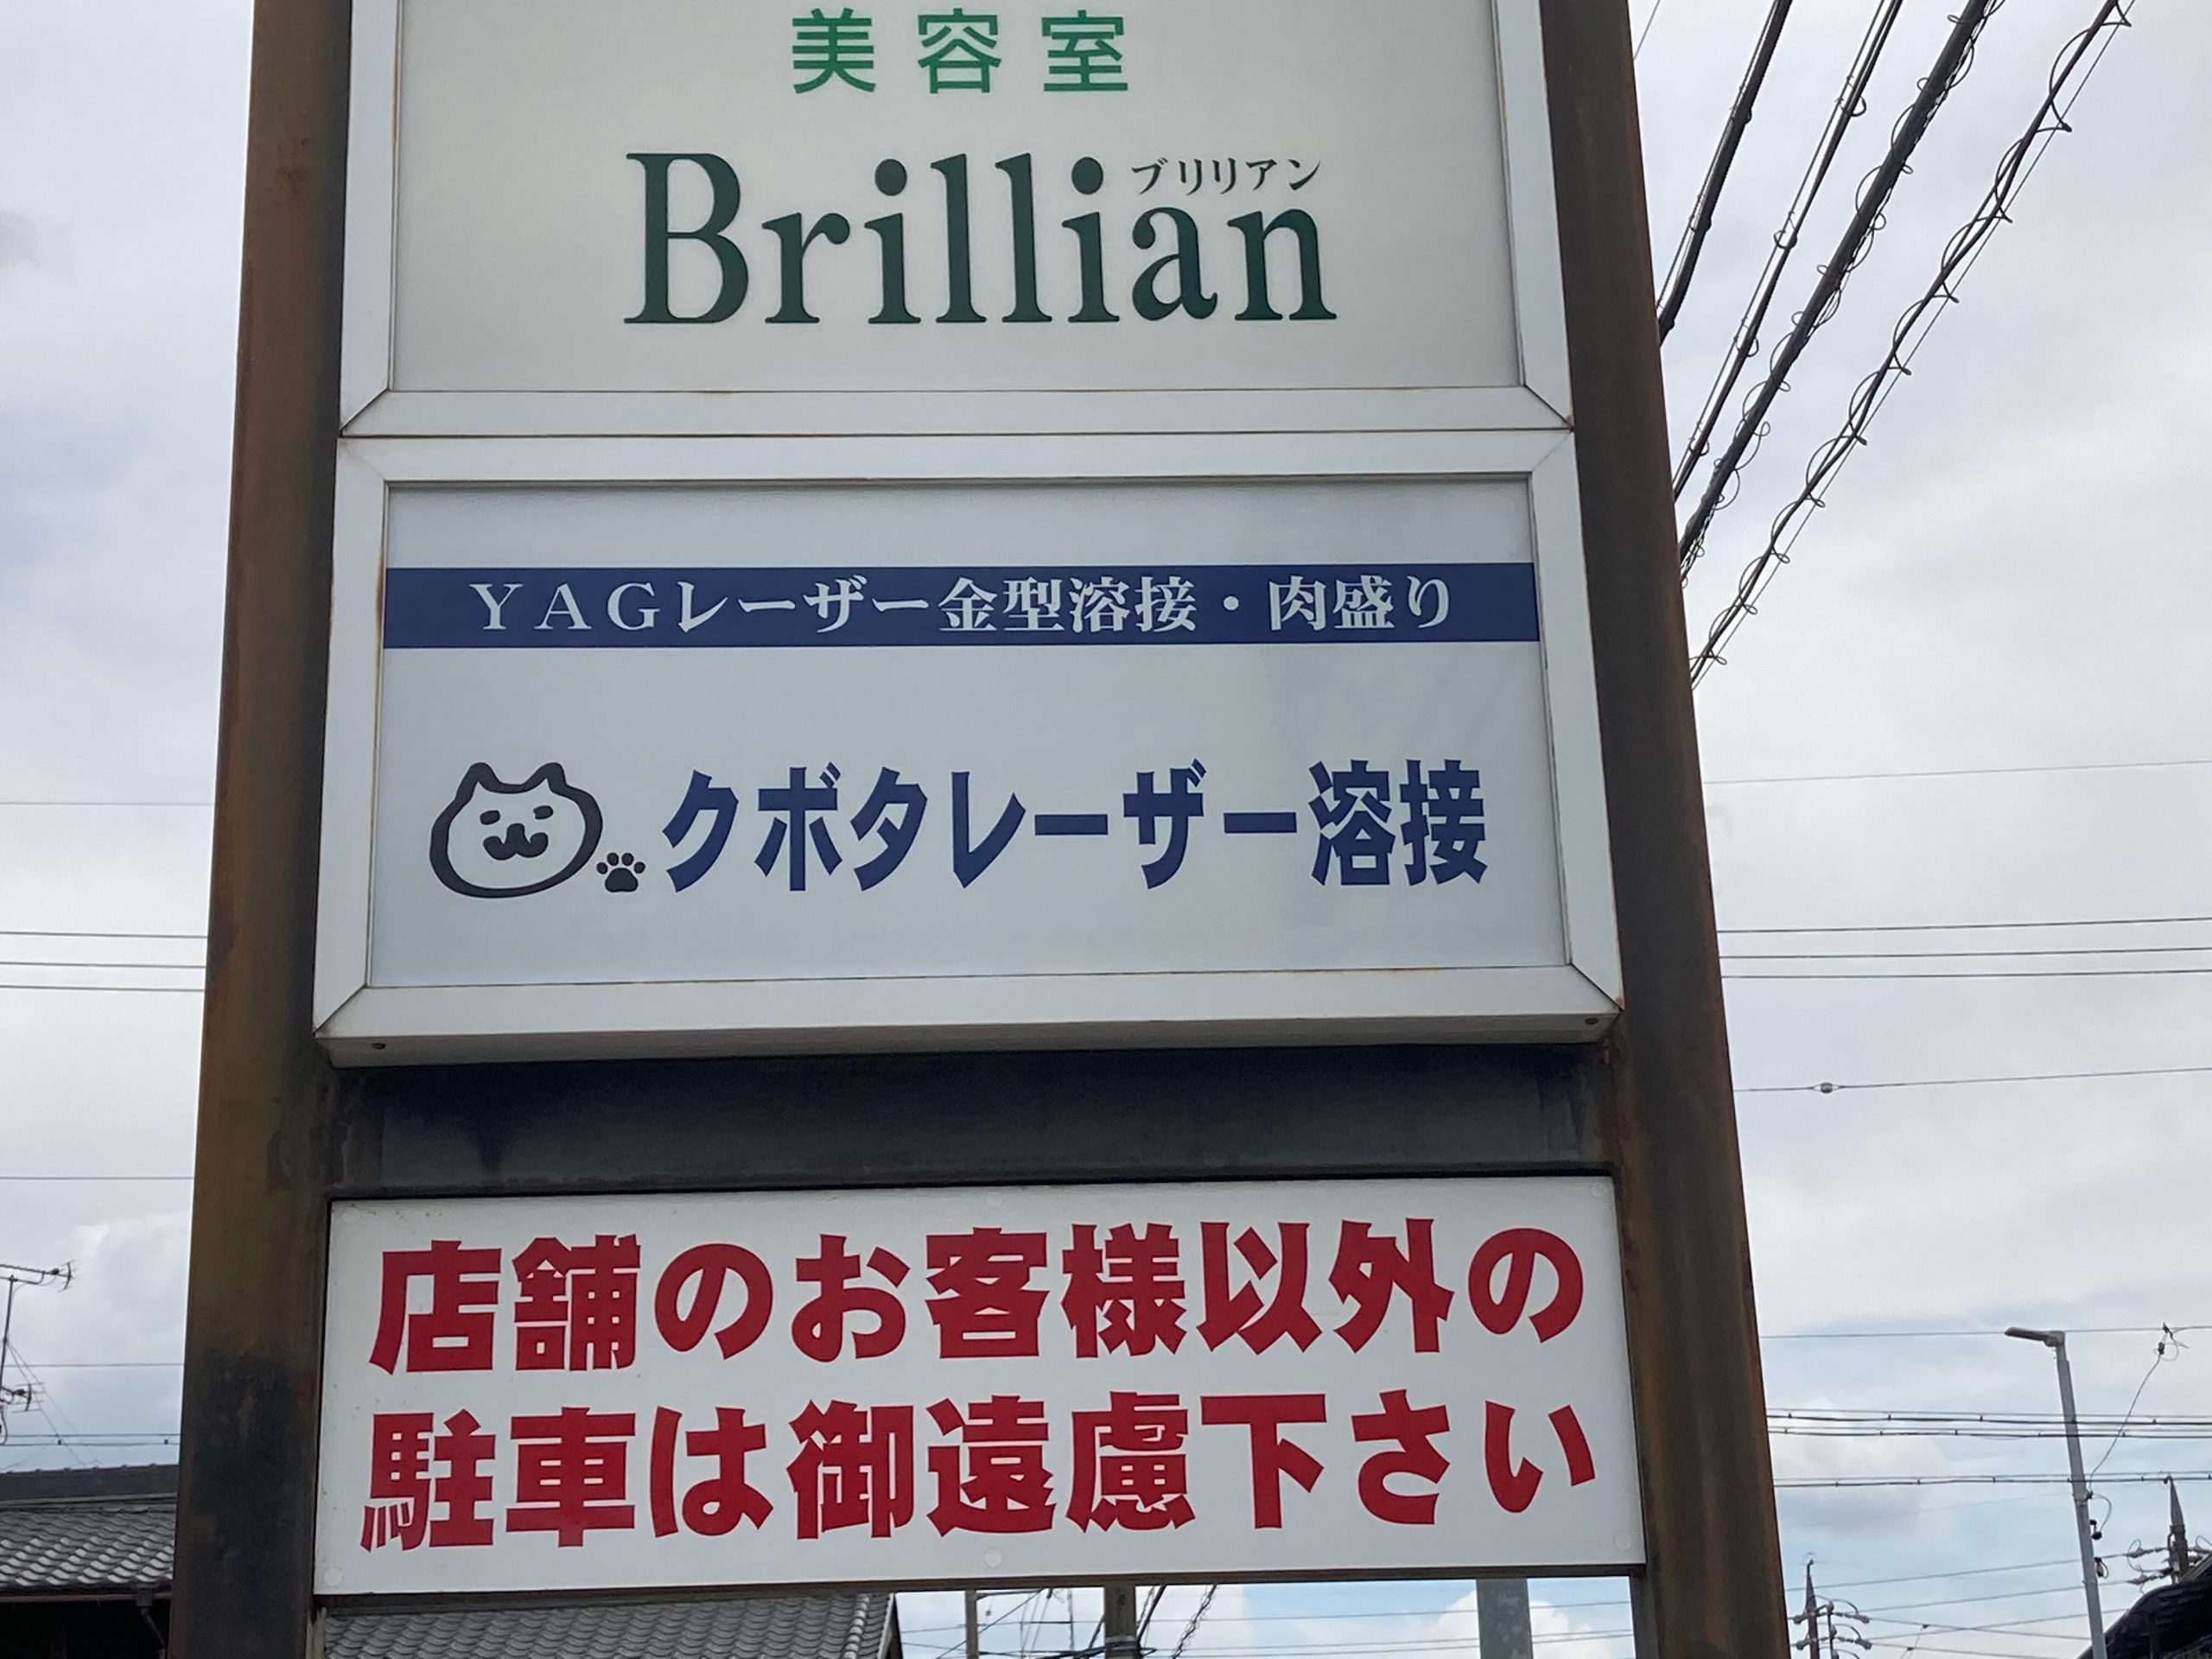 美容室
ブリリアン
Brillian
ＹＡＧレーザー金型溶接・肉盛り
クボタレーザー溶接
店舗のお客様以外の
駐車は御遠慮下さい